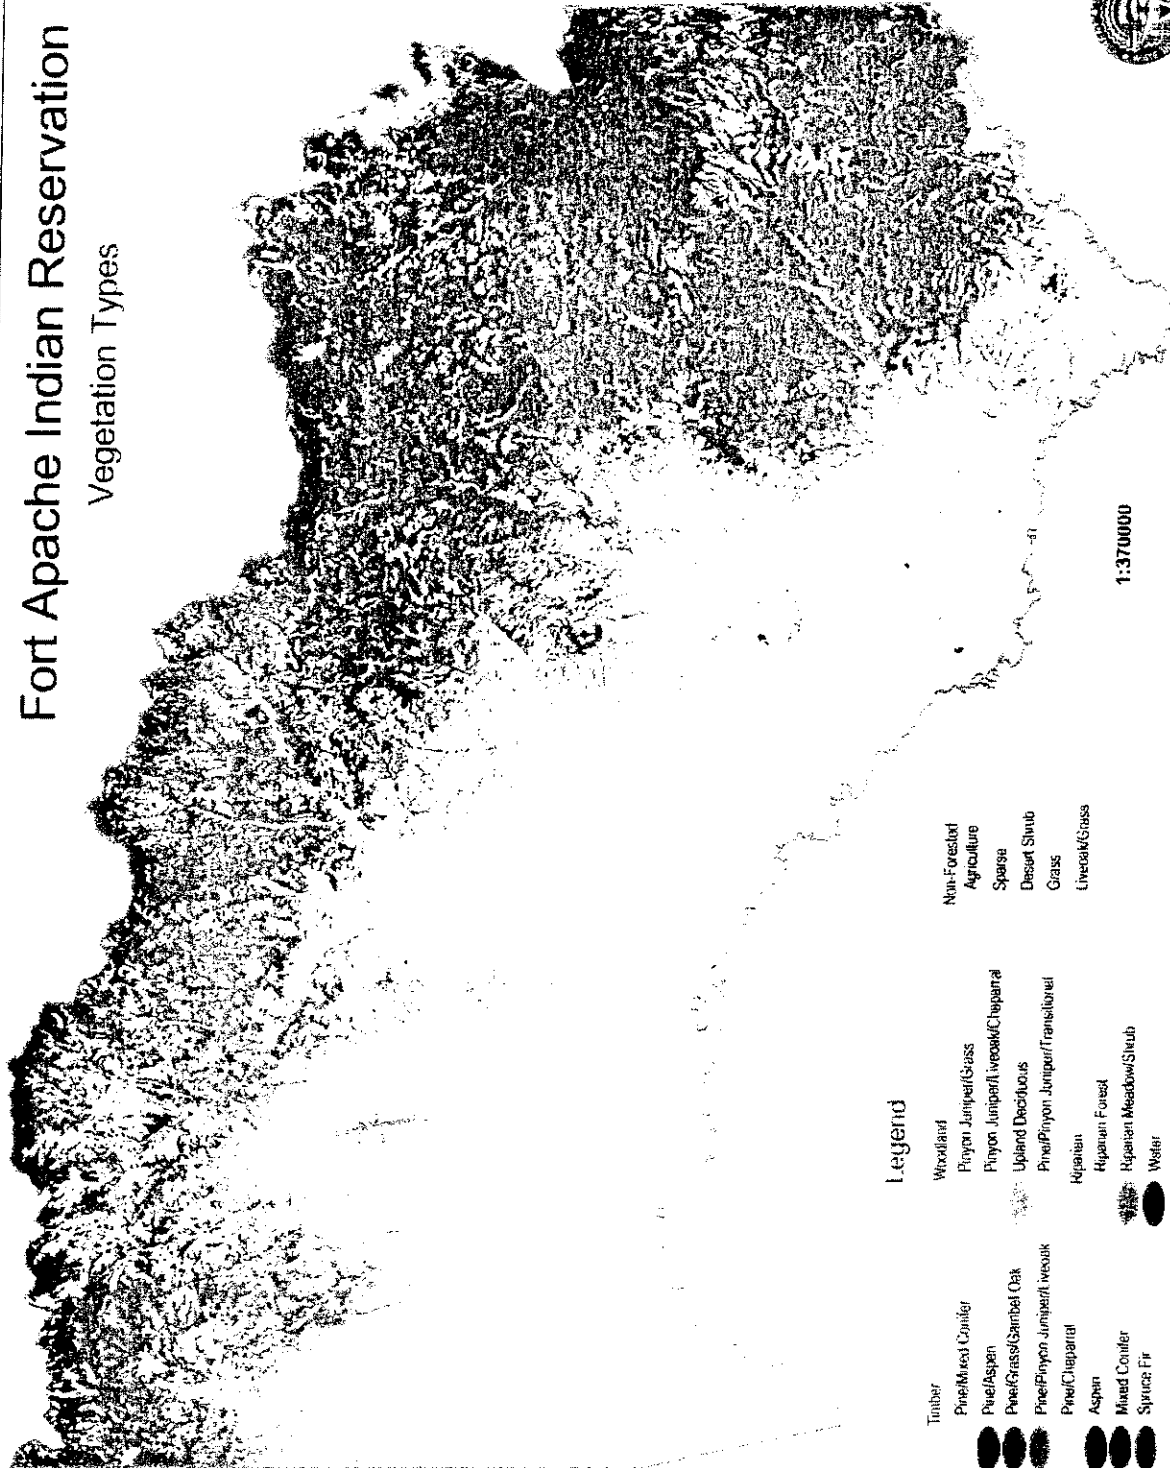 Fort Apache Indian Reservation
Vegetation Types
1:370000
Legend
Timber
Pine/Mixed Conifer
Pine/Aspen
Pine/Grass/Gambel Oak
Pine/Pinyon Juniper/Liveoak
Pine/Chaparral
Aspen
Mixed Conifer
Spruce Fir
Woodland
Pinyon Juniper/Grass
Pinyon Juniper/Liveoak/Chaparral
Upland Deciduous
Pine/Pinyon Juniper/Transitional
Riparian
Riparian Forest
Riparian Meadow/Shrub
Water
Non-Forested
Agriculture
Sparse
Desert Shrub
Grass
Liveoak/Grass